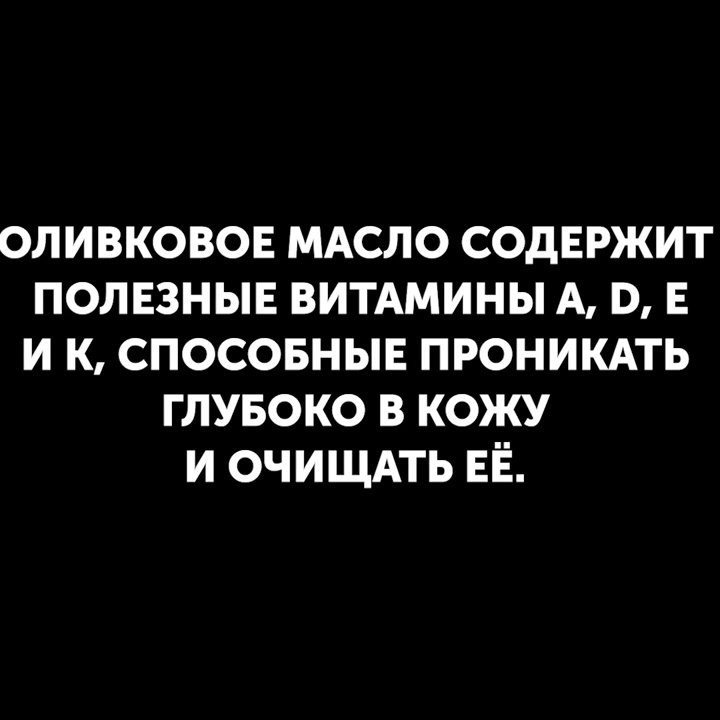 ОЛИВКОВОЕ МАСЛО СОДЕРЖИТ
ПОЛЕЗНЫЕ ВИТАМИНЫ A, D, E
И К, СПОСОБНЫЕ ПРОНИКАТЬ
ГЛУБОКО В КОЖУ
И ОЧИЩАТЬ ЕЁ.